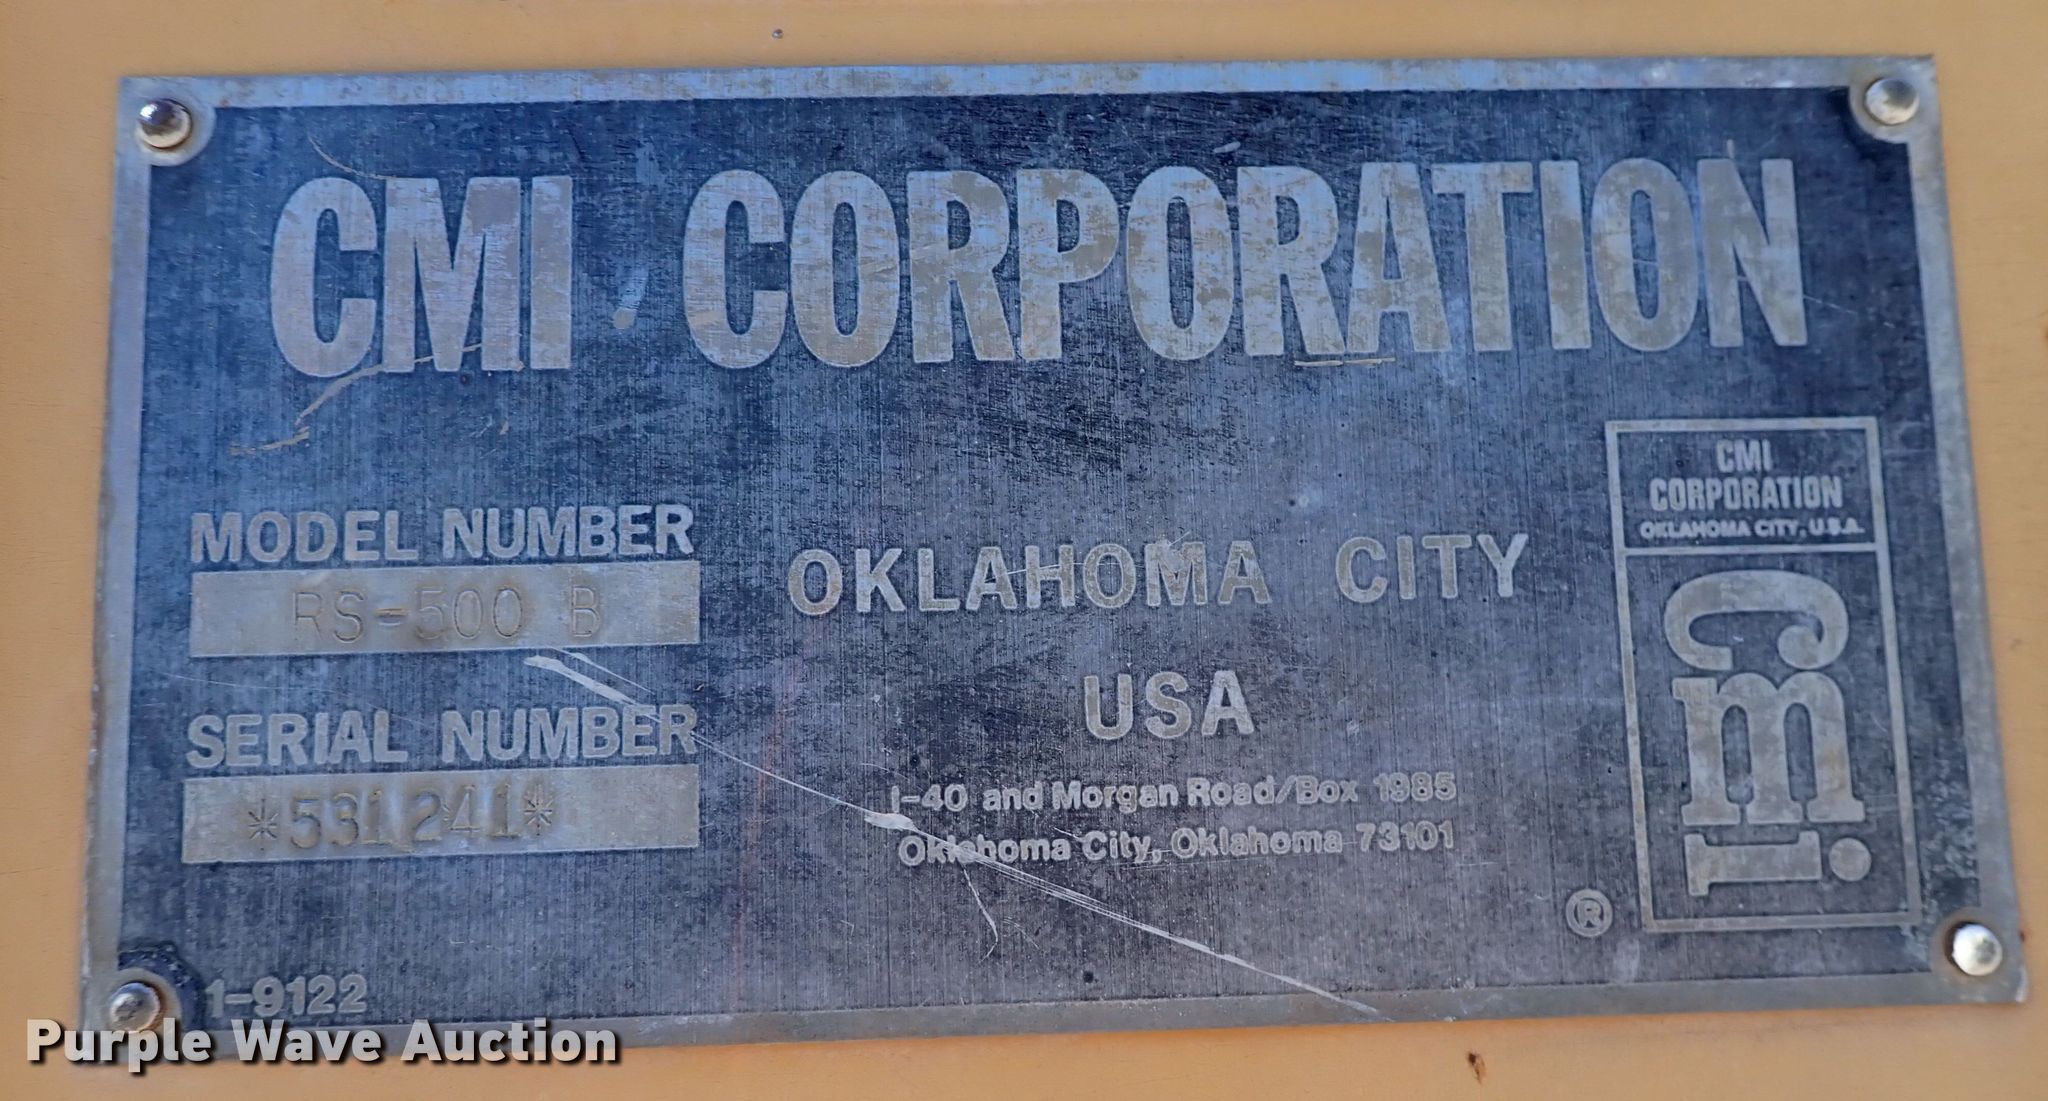 CMI CORPORATION
MODEL NUMBER
RS-500 B
SERIAL NUMBER
*531241*
OKLAHOMA CITY
USA
I-40 and Morgan Road/Box 1985
Oklahoma City, Oklahoma 73101
CMI
CORPORATION
OKLAHOMA CITY, U.S.A.
cmi
®
1-9122
Purple Wave Auction